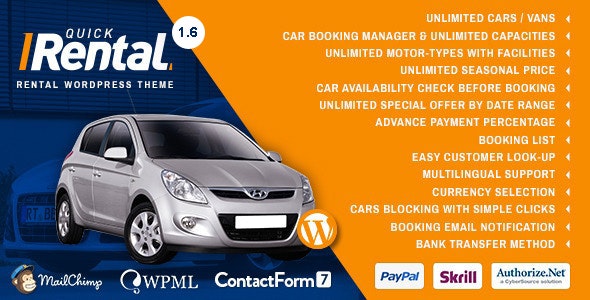 QUICK
Rental.
1.6
RENTAL WORDPRESS THEME
UNLIMITED CARS / VANS
CAR BOOKING MANAGER & UNLIMITED CAPACITIES
UNLIMITED MOTOR-TYPES WITH FACILITIES
UNLIMITED SEASONAL PRICE
CAR AVAILABILITY CHECK BEFORE BOOKING
UNLIMITED SPECIAL OFFER BY DATE RANGE
ADVANCE PAYMENT PERCENTAGE
BOOKING LIST
EASY CUSTOMER LOOK-UP
MULTILINGUAL SUPPORT
CURRENCY SELECTION
CARS BLOCKING WITH SIMPLE CLICKS
BOOKING EMAIL NOTIFICATION
BANK TRANSFER METHOD
MailChimp
WPML
ContactForm 7
PayPal
Skrill
Authorize.Net
a CyberSource solution